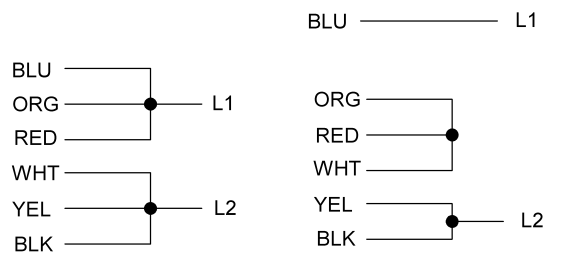 BLU
ORG L1
RED
WHT
YEL L2
BLK
BLU L1
ORG
RED
WHT
YEL
L2
BLK